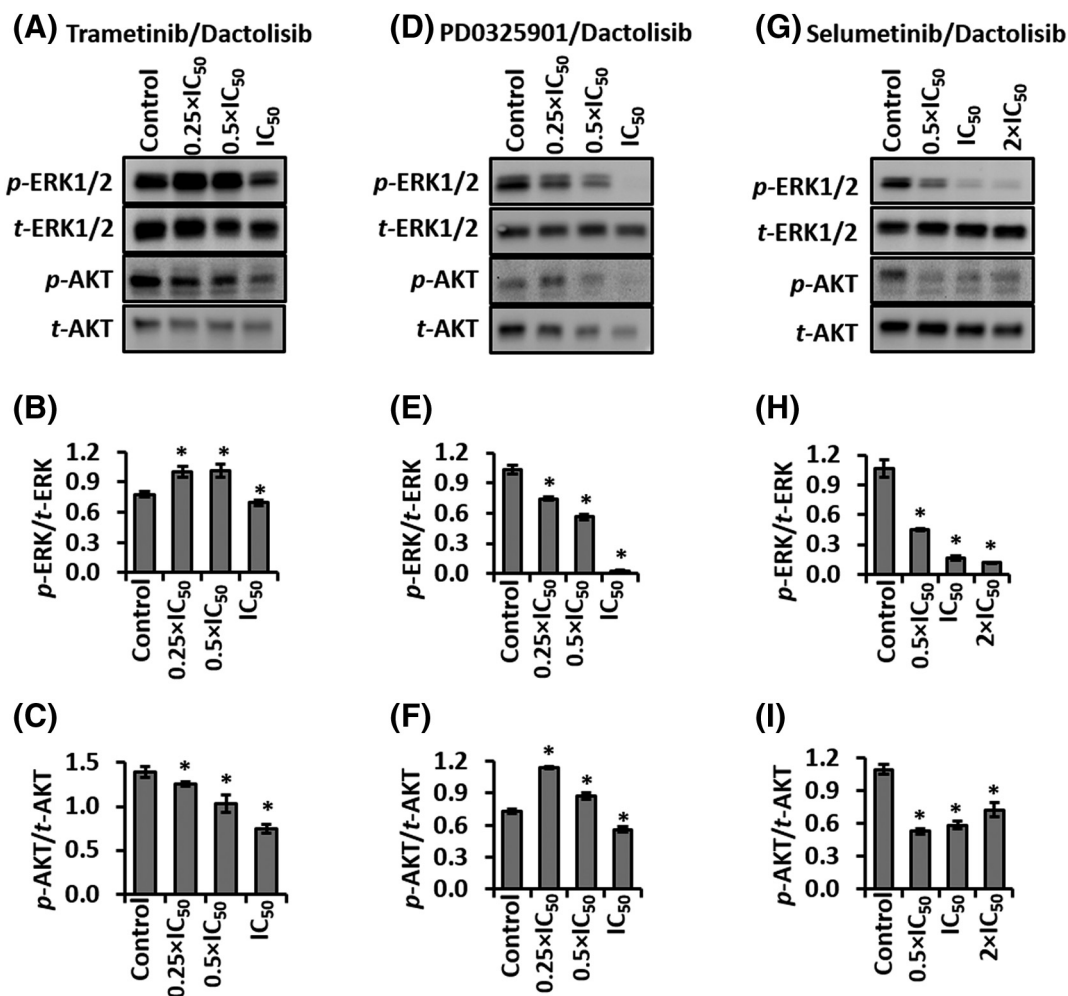 (A) Trametinib/Dactolisib
Control
0.25×IC50
0.5×IC50
IC50
p-ERK1/2
t-ERK1/2
p-AKT
t-AKT
(B)
p-ERK/t-ERK
1.2
0.9
0.6
0.3
0.0
* * *
Control
0.25×IC50
0.5×IC50
IC50
(C)
p-AKT/t-AKT
1.5
1.0
0.5
0.0
* * *
Control
0.25×IC50
0.5×IC50
IC50
(D) PD0325901/Dactolisib
Control
0.25×IC50
0.5×IC50
IC50
p-ERK1/2
t-ERK1/2
p-AKT
t-AKT
(E)
p-ERK/t-ERK
1.2
0.9
0.6
0.3
0.0
* * *
Control
0.25×IC50
0.5×IC50
IC50
(F)
p-AKT/t-AKT
1.2
0.9
0.6
0.3
0.0
* * *
Control
0.25×IC50
0.5×IC50
IC50
(G) Selumetinib/Dactolisib
Control
0.5×IC50
IC50
2×IC50
p-ERK1/2
t-ERK1/2
p-AKT
t-AKT
(H)
p-ERK/t-ERK
1.2
0.9
0.6
0.3
0.0
* * *
Control
0.5×IC50
IC50
2×IC50
(I)
p-AKT/t-AKT
1.2
0.9
0.6
0.3
0.0
* * *
Control
0.5×IC50
IC50
2×IC50